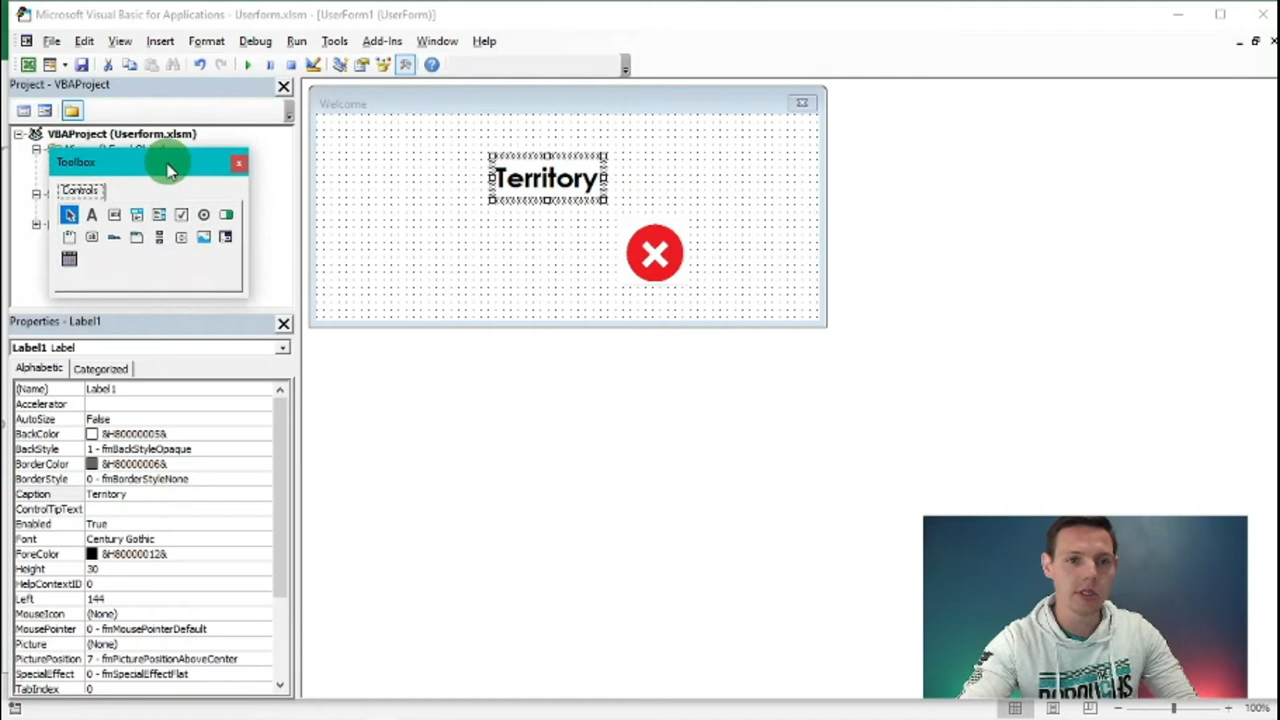 Microsoft Visual Basic for Applications - Userform.xlsm - [UserForm1 (UserForm)]
File Edit View Insert Format Debug Run Tools Add-Ins Window Help
Project - VBAProject
VBAProject (Userform.xlsm)
Toolbox
Controls
Welcome
Territory
Properties - Label1
Label1 Label
Alphabetic Categorized
(Name) Label1
Accelerator
AutoSize False
BackColor &H80000005&
BackStyle 1 - fmBackStyleOpaque
BorderColor &H80000006&
BorderStyle 0 - fmBorderStyleNone
Caption Territory
ControlTipText
Enabled True
Font Century Gothic
ForeColor &H80000012&
Height 30
HelpContextID 0
Left 144
MouseIcon (None)
MousePointer 0 - fmMousePointerDefault
Picture (None)
PicturePosition 7 - fmPicturePositionAboveCenter
SpecialEffect 0 - fmSpecialEffectFlat
TabIndex 0
100%